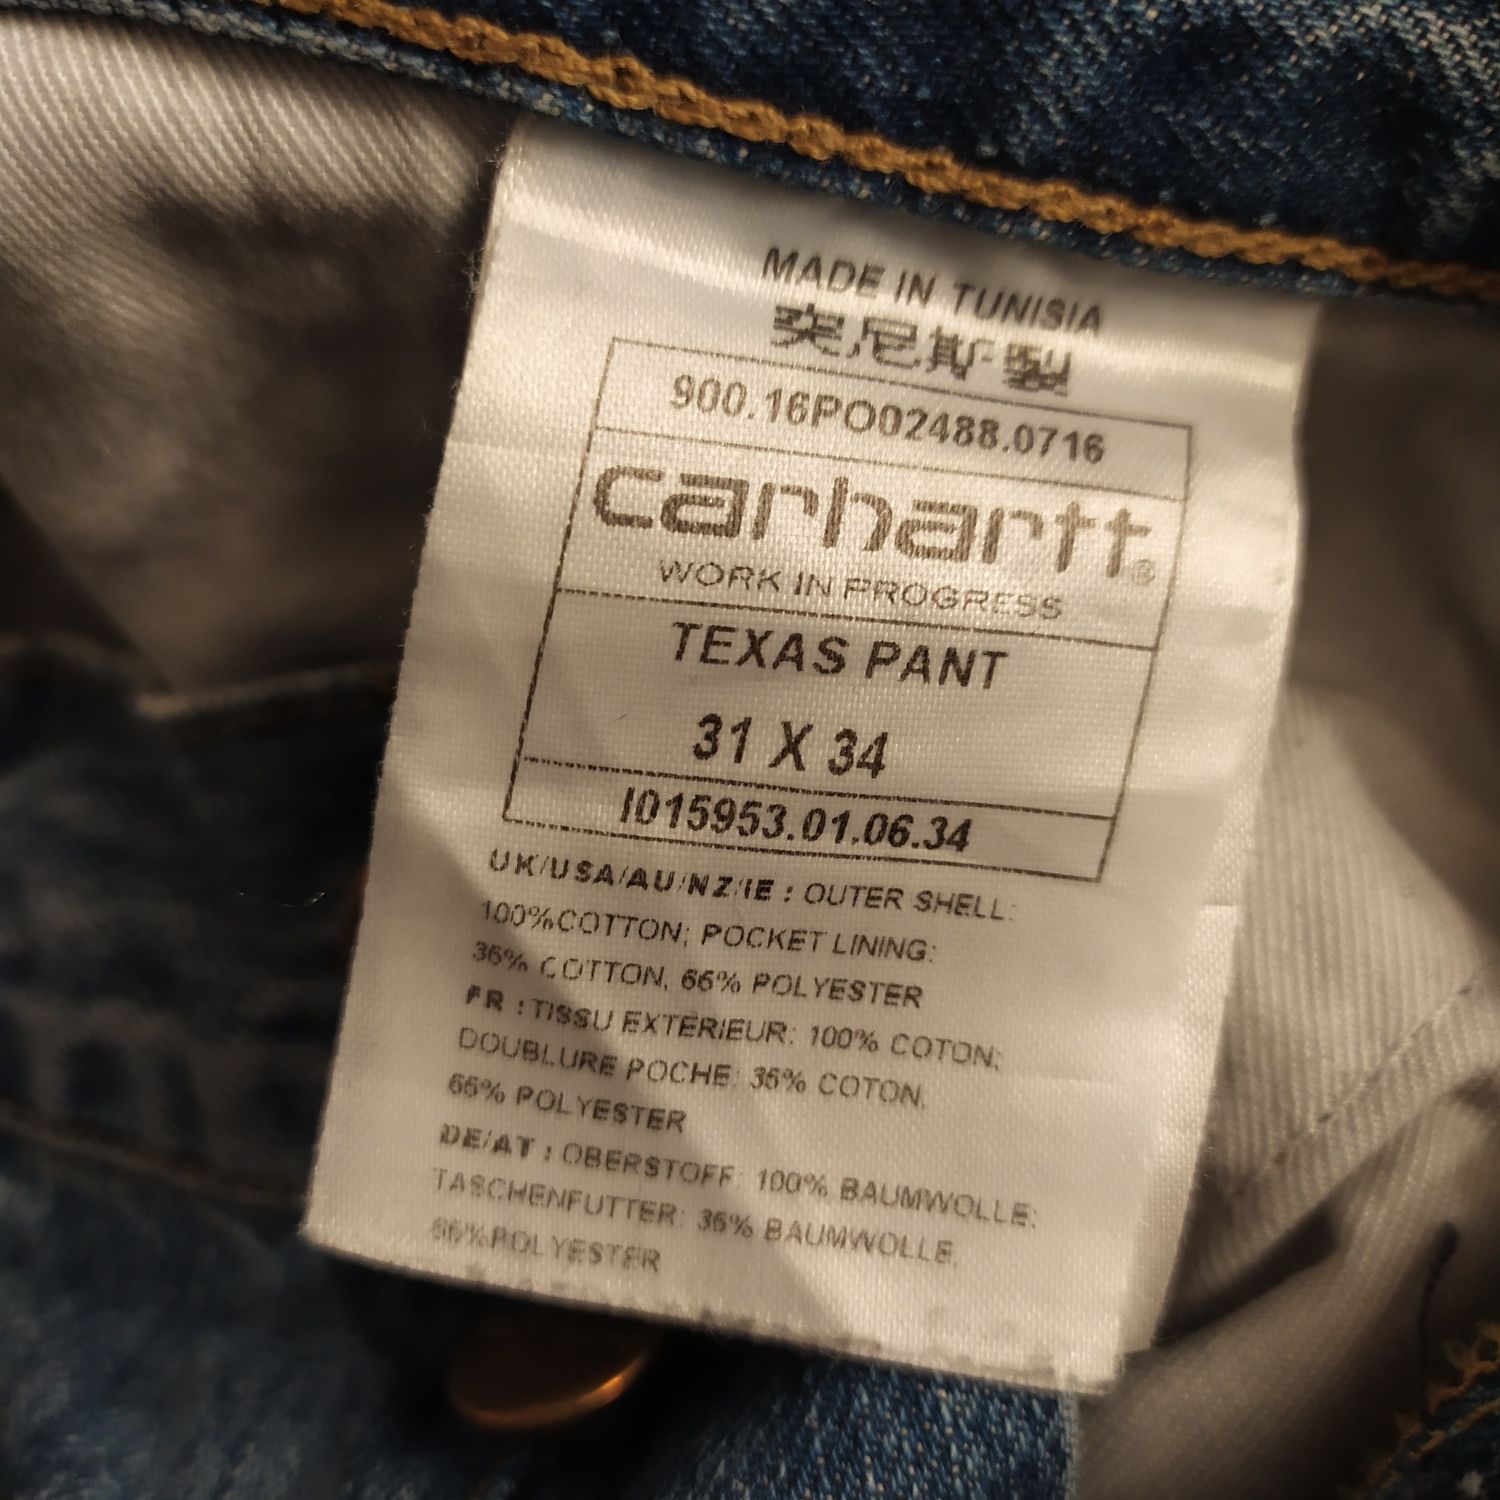 MADE IN TUNISIA
突尼斯製
900.16PO02488.0716
carhartt®
WORK IN PROGRESS
TEXAS PANT
31 X 34
I015953.01.06.34
UK/USA/AU/NZ/IE : OUTER SHELL:
100%COTTON; POCKET LINING:
35% COTTON, 65% POLYESTER
FR : TISSU EXTÉRIEUR: 100% COTON;
DOUBLURE POCHE: 35% COTON,
65% POLYESTER
DE/AT : OBERSTOFF: 100% BAUMWOLLE;
TASCHENFUTTER: 35% BAUMWOLLE,
65%POLYESTER